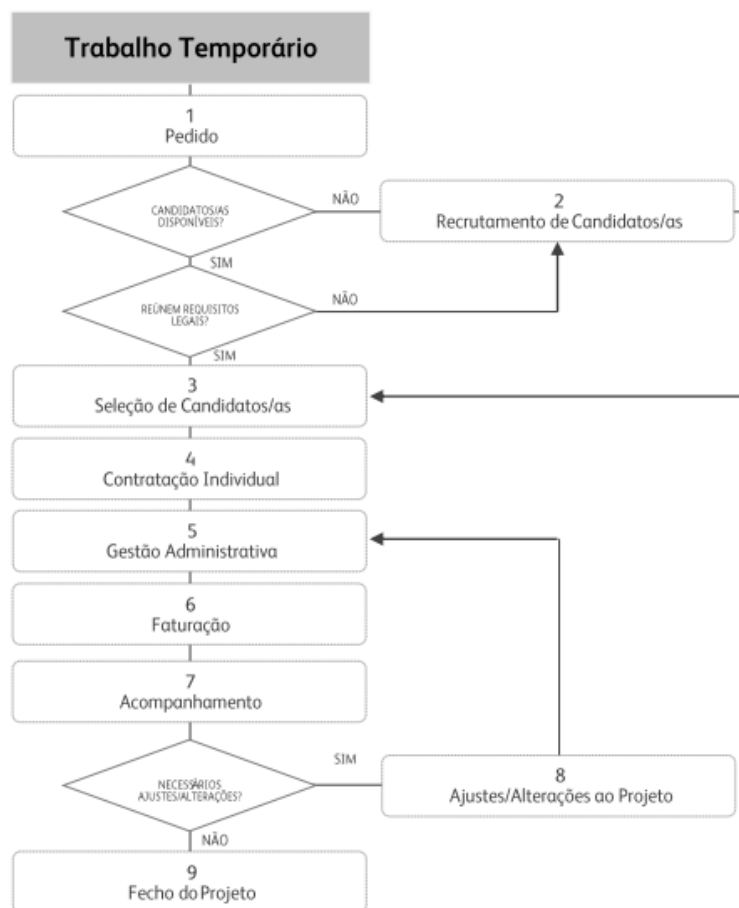 Trabalho Temporário
1
Pedido
CANDIDATOS/AS
DISPONÍVEIS?
NÃO
2
Recrutamento de Candidatos/as
SIM
REÚNEM REQUISITOS
LEGAIS?
NÃO
SIM
3
Seleção de Candidatos/as
4
Contratação Individual
5
Gestão Administrativa
6
Faturação
7
Acompanhamento
NECESSÁRIOS
AJUSTES/ALTERAÇÕES?
SIM
8
Ajustes/Alterações ao Projeto
NÃO
9
Fecho do Projeto